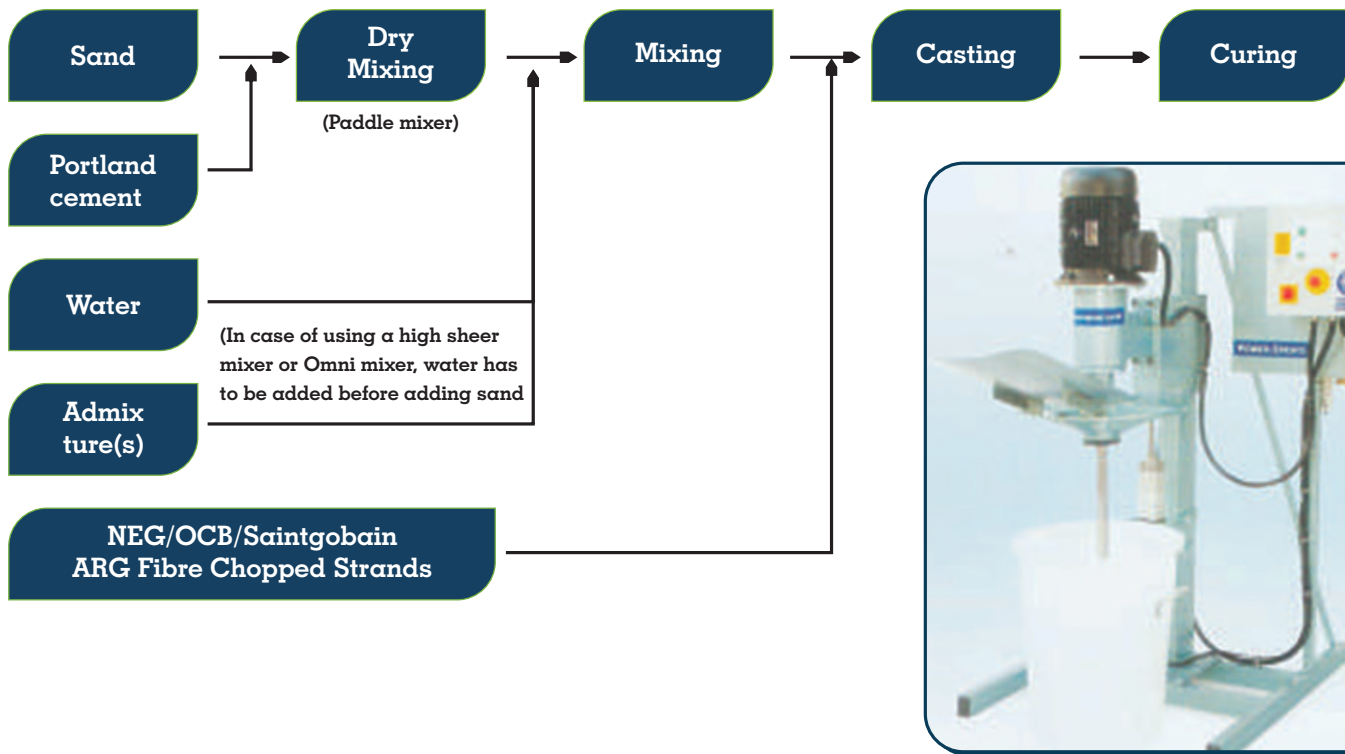 Sand
Dry
Mixing
Mixing
Casting
Curing
(Paddle mixer)
Portland
cement
Water
(In case of using a high sheer
mixer or Omni mixer, water has
to be added before adding sand
Admix
ture(s)
NEG/OCB/Saintgobain
ARG Fibre Chopped Strands